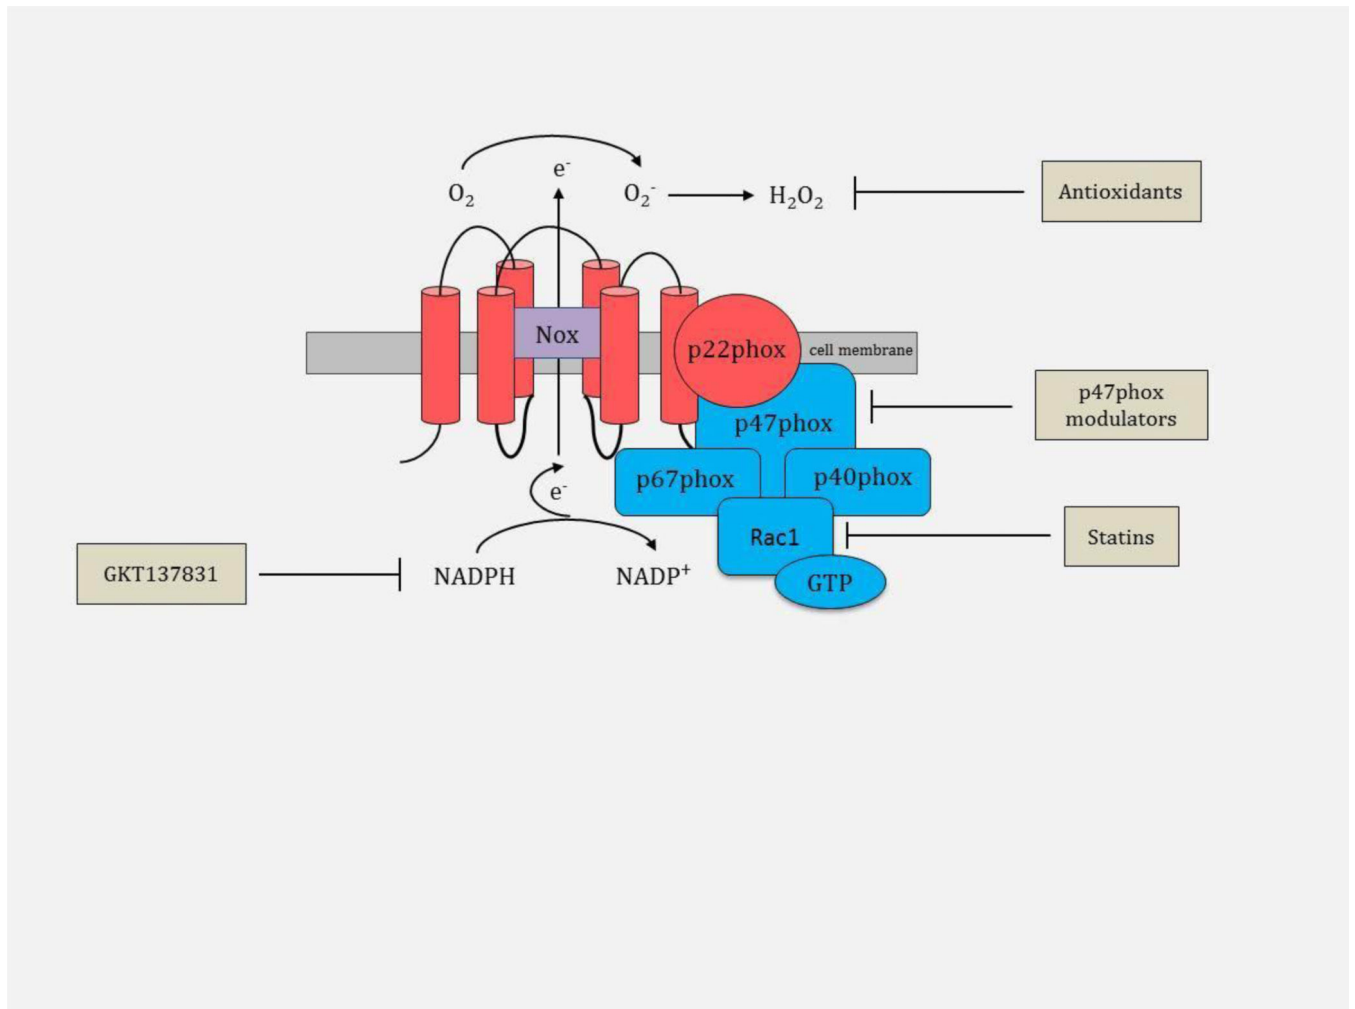 e⁻
O₂
O₂⁻
H₂O₂
Antioxidants
Nox
p22phox
cell membrane
p47phox
modulators
p47phox
p67phox
p40phox
e⁻
Rac1
Statins
GKT137831
NADPH
NADP⁺
GTP